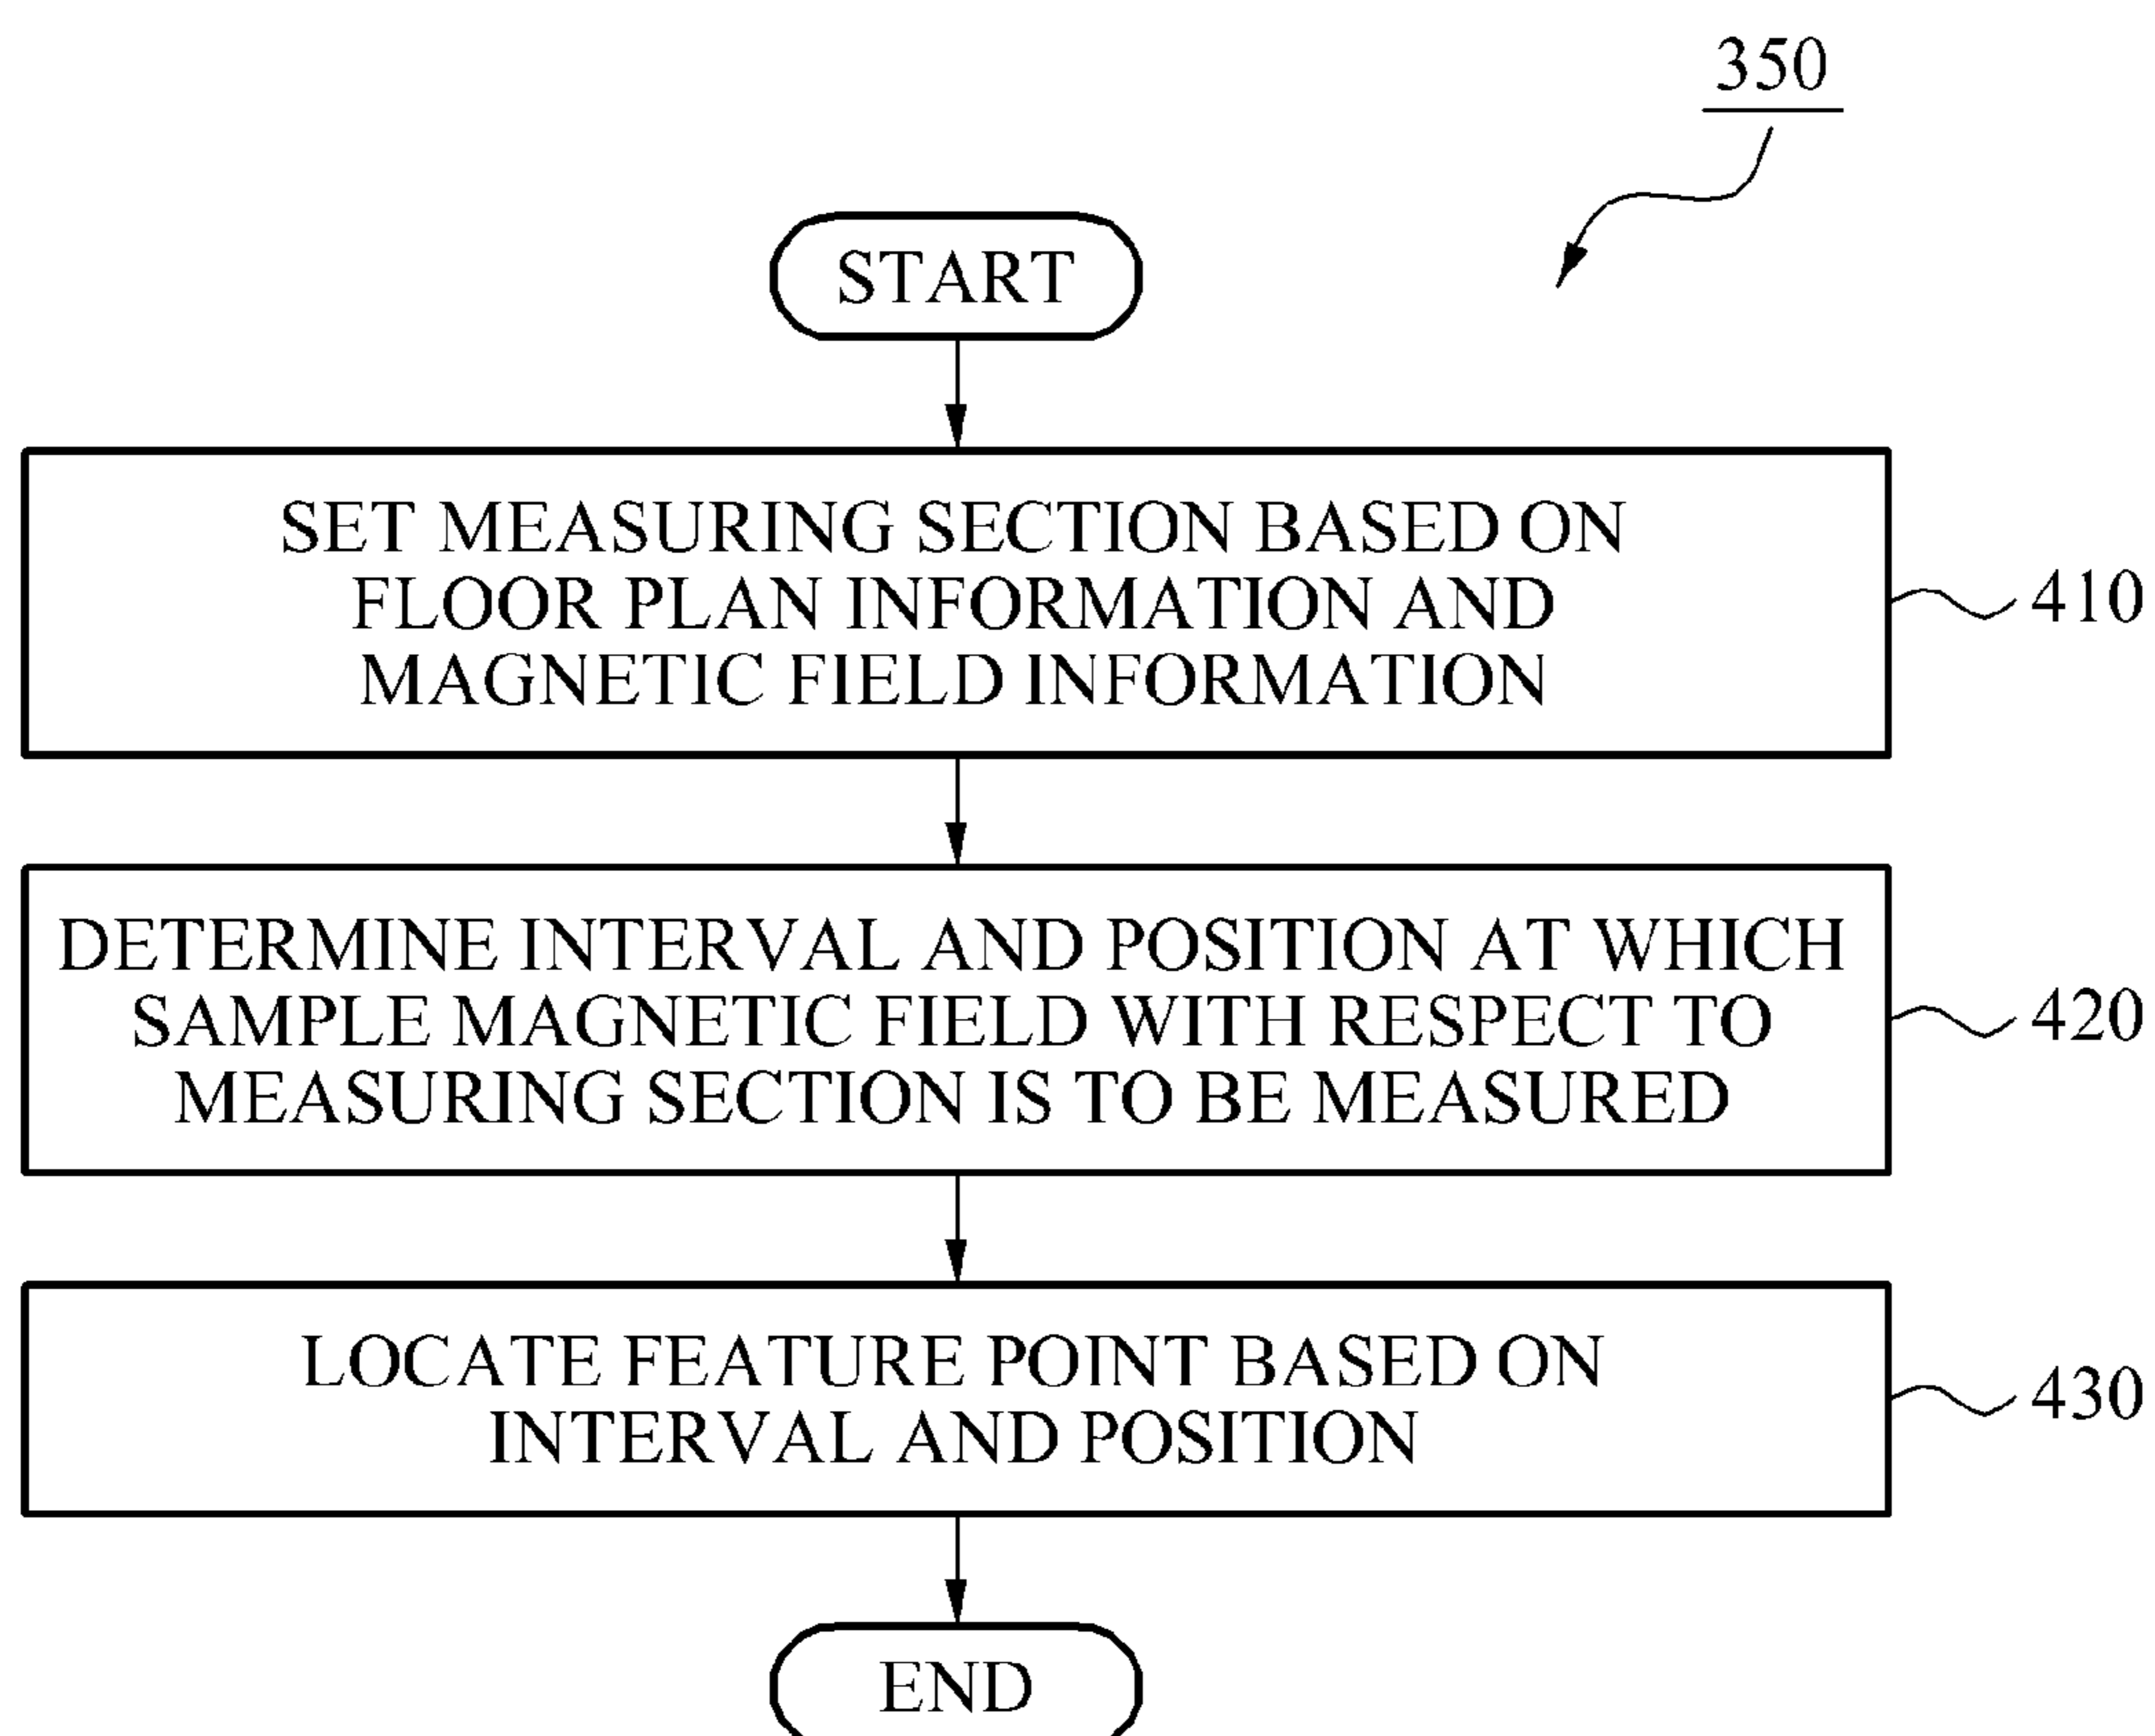 350
START
SET MEASURING SECTION BASED ON
FLOOR PLAN INFORMATION AND
MAGNETIC FIELD INFORMATION
410
DETERMINE INTERVAL AND POSITION AT WHICH
SAMPLE MAGNETIC FIELD WITH RESPECT TO
MEASURING SECTION IS TO BE MEASURED
420
LOCATE FEATURE POINT BASED ON
INTERVAL AND POSITION
430
END